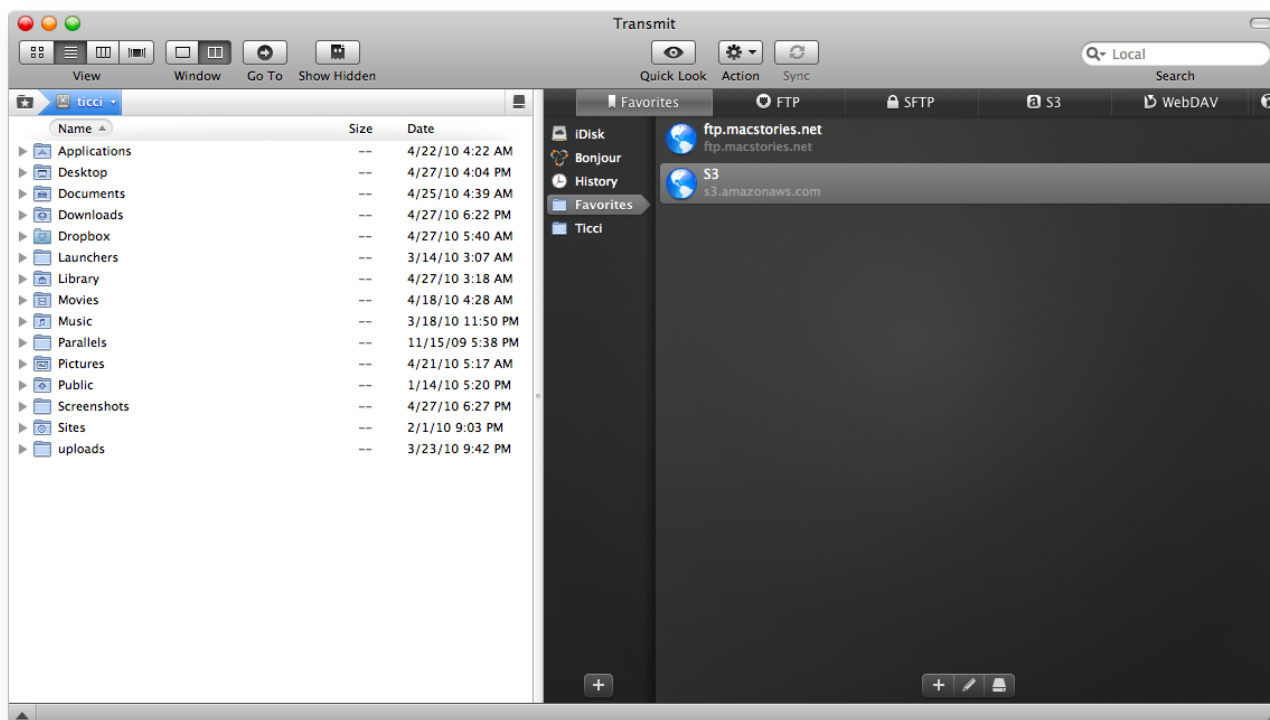 Transmit
View Window Go To Show Hidden Quick Look Action Sync Local Search
ticci
Name Size Date
Applications -- 4/22/10 4:22 AM
Desktop -- 4/27/10 4:04 PM
Documents -- 4/25/10 4:39 AM
Downloads -- 4/27/10 6:22 PM
Dropbox -- 4/27/10 5:40 AM
Launchers -- 3/14/10 3:07 AM
Library -- 4/27/10 3:18 AM
Movies -- 4/18/10 4:28 AM
Music -- 3/18/10 11:50 PM
Parallels -- 11/15/09 5:38 PM
Pictures -- 4/21/10 5:17 AM
Public -- 1/14/10 5:20 PM
Screenshots -- 4/27/10 6:27 PM
Sites -- 2/1/10 9:03 PM
uploads -- 3/23/10 9:42 PM
Favorites FTP SFTP a S3 WebDAV
iDisk
Bonjour
History
Favorites
Ticci
ftp.macstories.net
ftp.macstories.net
S3
s3.amazonaws.com